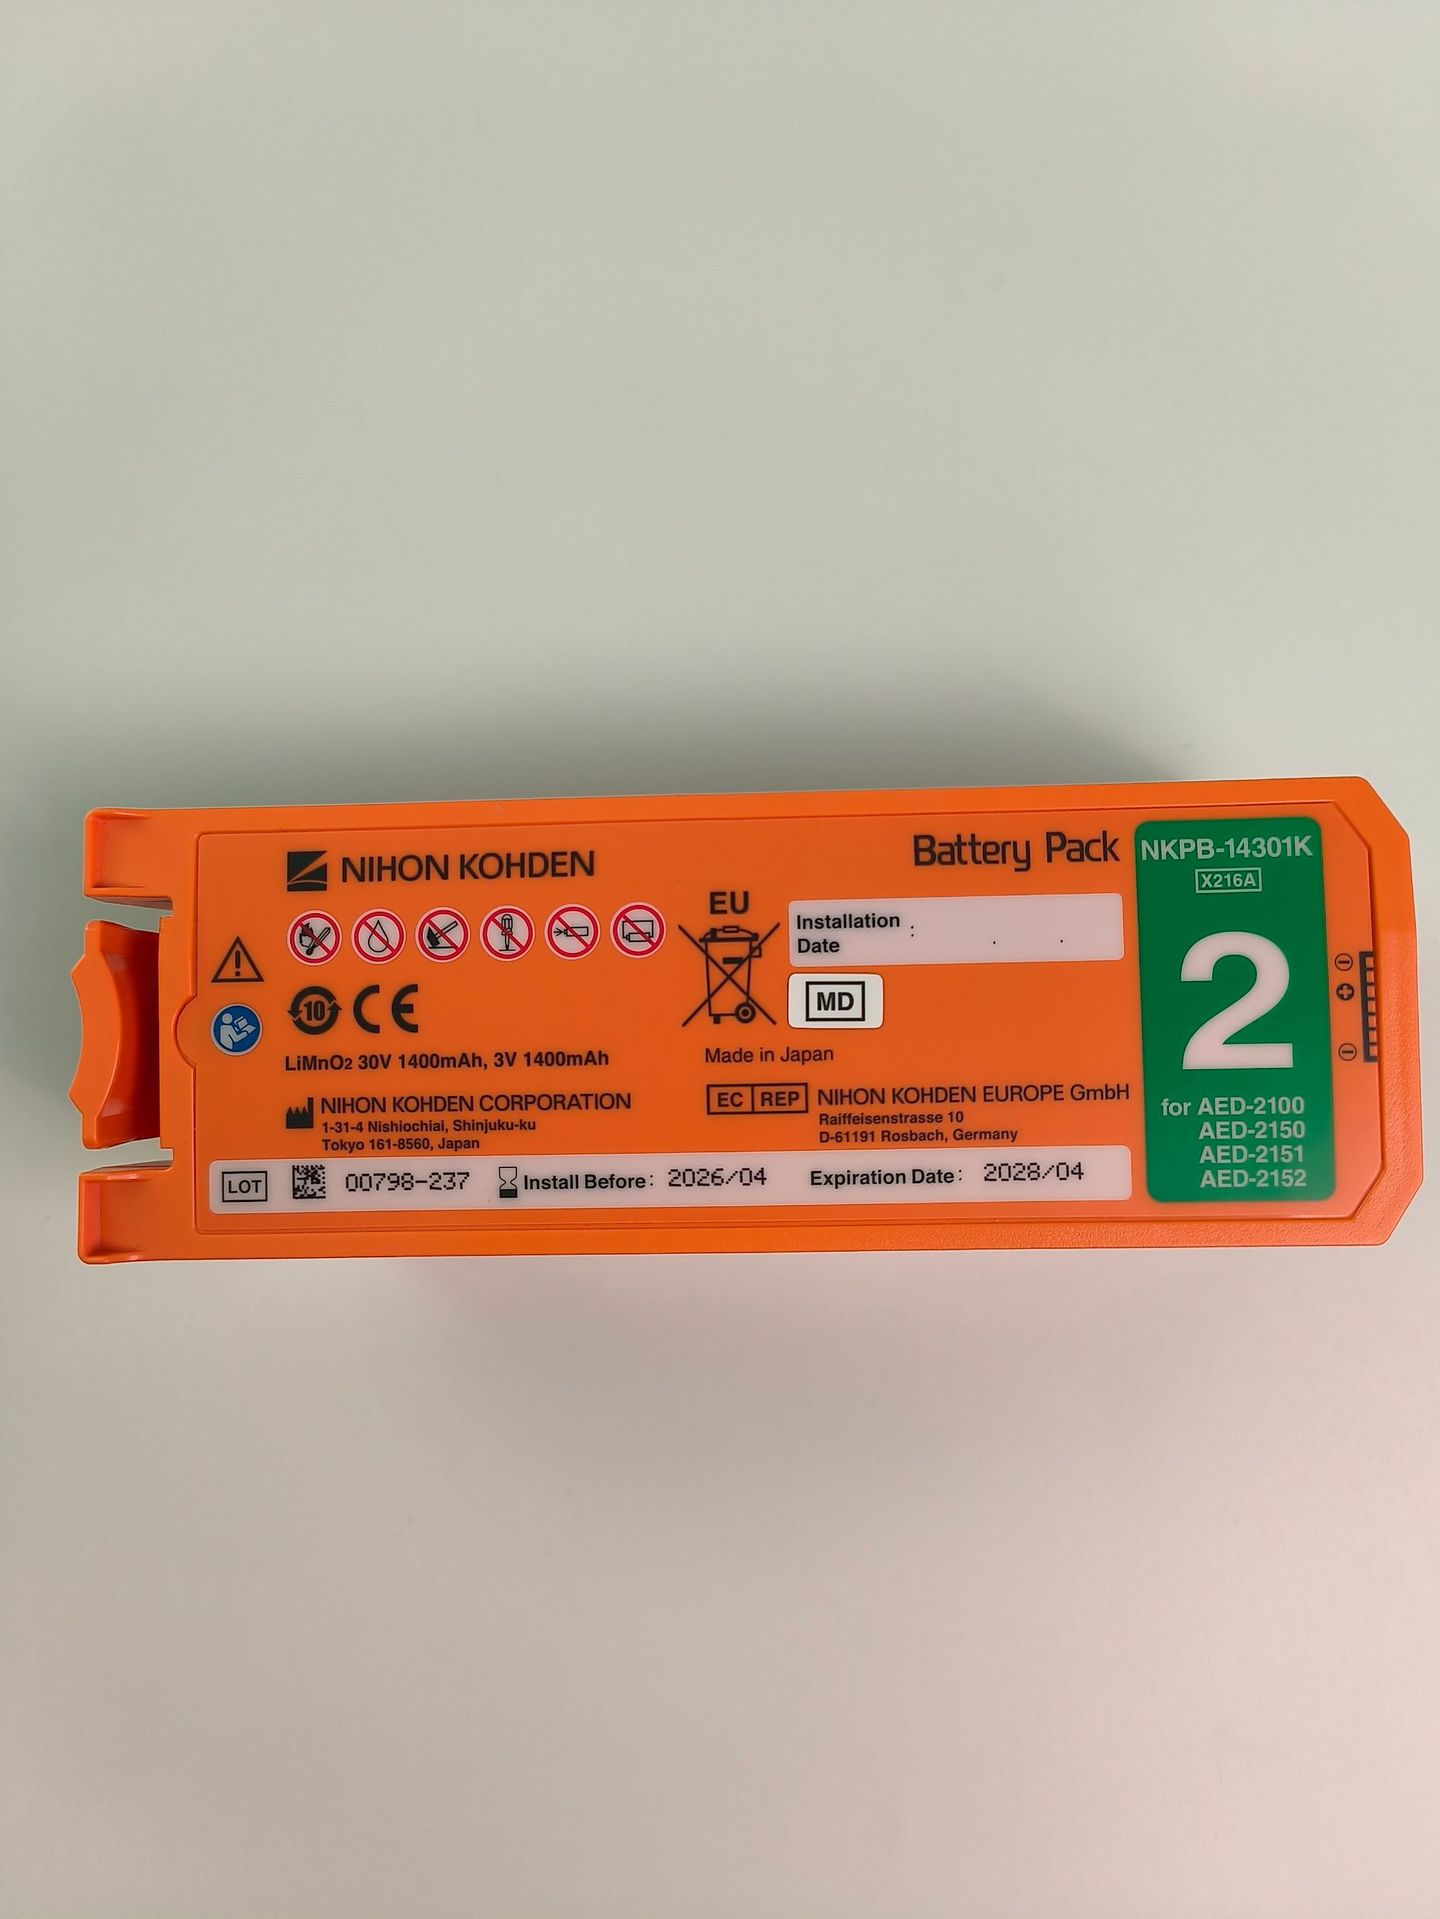 NIHON KOHDEN
Battery Pack
NKPB-14301K
X216A
EU
Installation
Date :   .   .
2
10
CE
MD
LiMnO2 30V 1400mAh, 3V 1400mAh
Made in Japan
NIHON KOHDEN CORPORATION
1-31-4 Nishiochiai, Shinjuku-ku
Tokyo 161-8560, Japan
EC REP NIHON KOHDEN EUROPE GmbH
Raiffeisenstrasse 10
D-61191 Rosbach, Germany
for AED-2100
AED-2150
AED-2151
AED-2152
LOT 00798-237 Install Before: 2026/04 Expiration Date: 2028/04